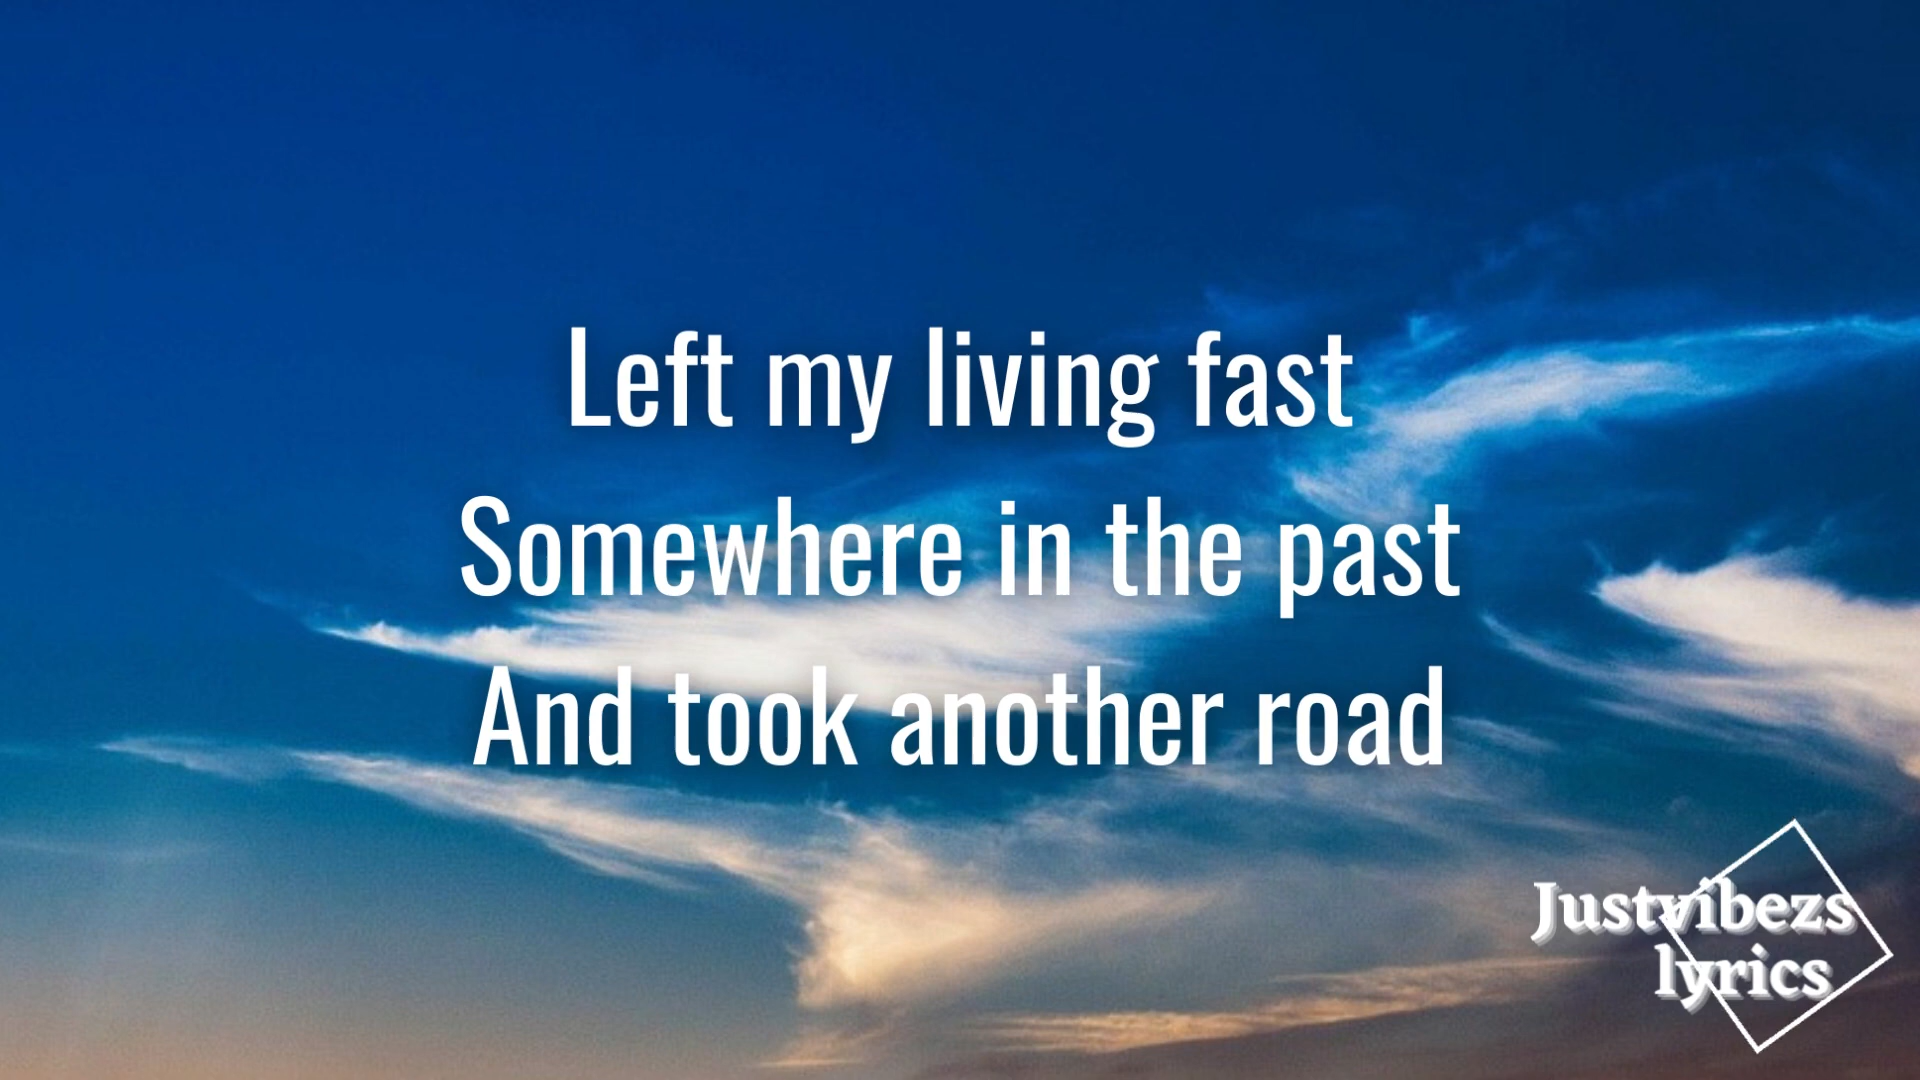 Left my living fast
Somewhere in the past
And took another road
Justvibezs
lyrics